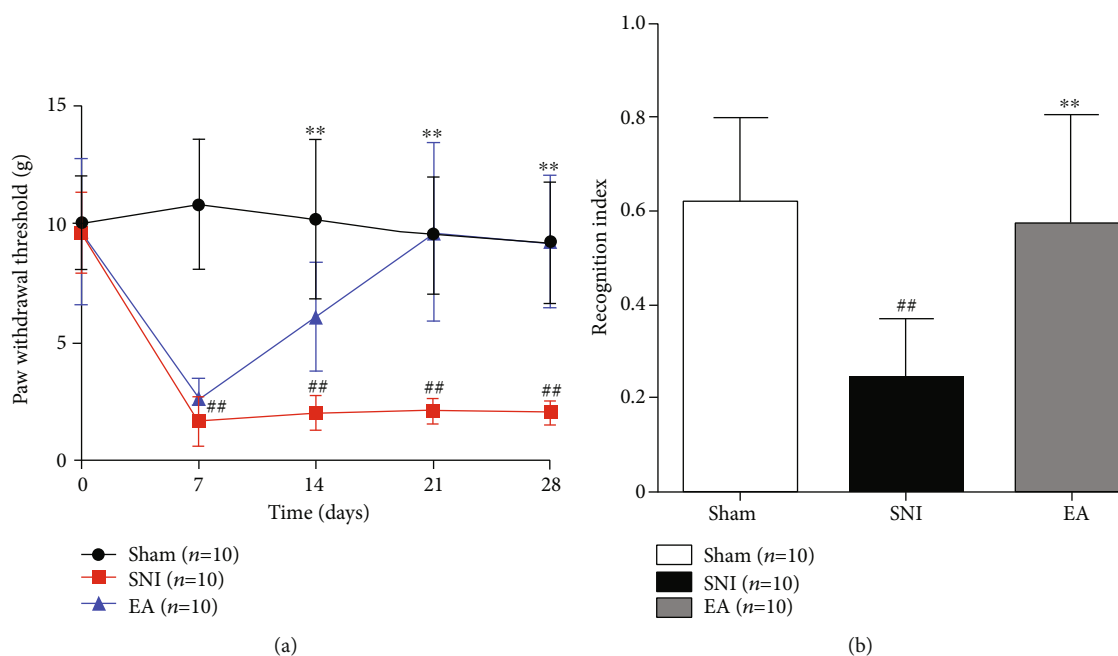 15
10
5
0
Paw withdrawal threshold (g)
**
**
**
##
##
##
##
0
7
14
21
28
Time (days)
Sham (n=10)
SNI (n=10)
EA (n=10)
(a)
1.0
0.8
0.6
0.4
0.2
0
Recognition index
##
**
Sham
SNI
EA
Sham (n=10)
SNI (n=10)
EA (n=10)
(b)